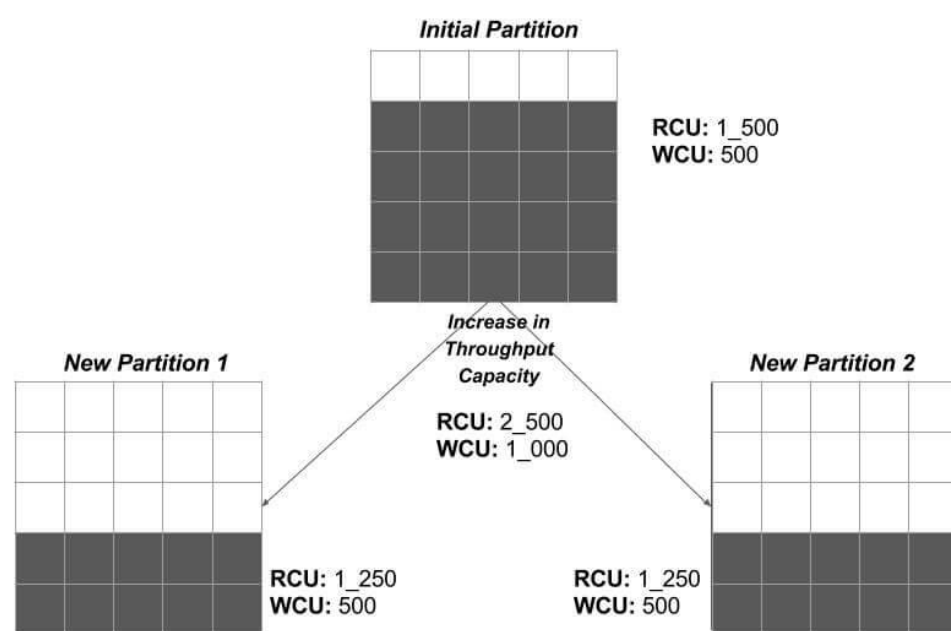 Initial Partition
RCU: 1_500
WCU: 500
Increase in
Throughput
Capacity
New Partition 1
New Partition 2
RCU: 2_500
WCU: 1_000
RCU: 1_250
WCU: 500
RCU: 1_250
WCU: 500